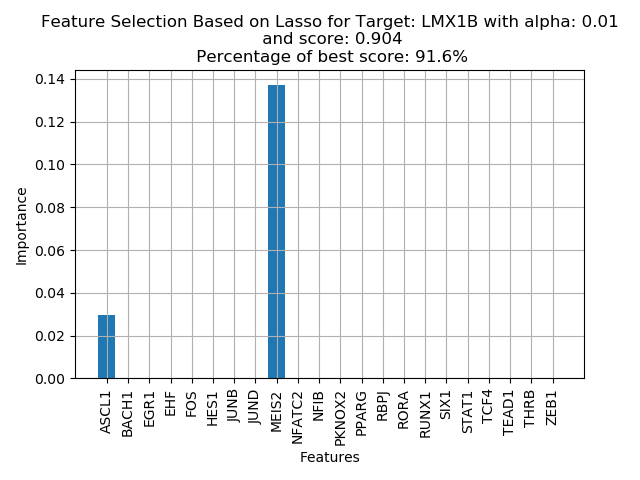 Feature Selection Based on Lasso for Target: LMX1B with alpha: 0.01
and score: 0.904
Percentage of best score: 91.6%
0.14
0.12
0.10
0.08
0.06
0.04
0.02
0.00
Importance
ASCL1
BACH1
EGR1
EHF
FOS
HES1
JUNB
JUND
MEIS2
NFATC2
NFIB
PKNOX2
PPARG
RBPJ
RORA
RUNX1
SIX1
STAT1
TCF4
TEAD1
THRB
ZEB1
Features